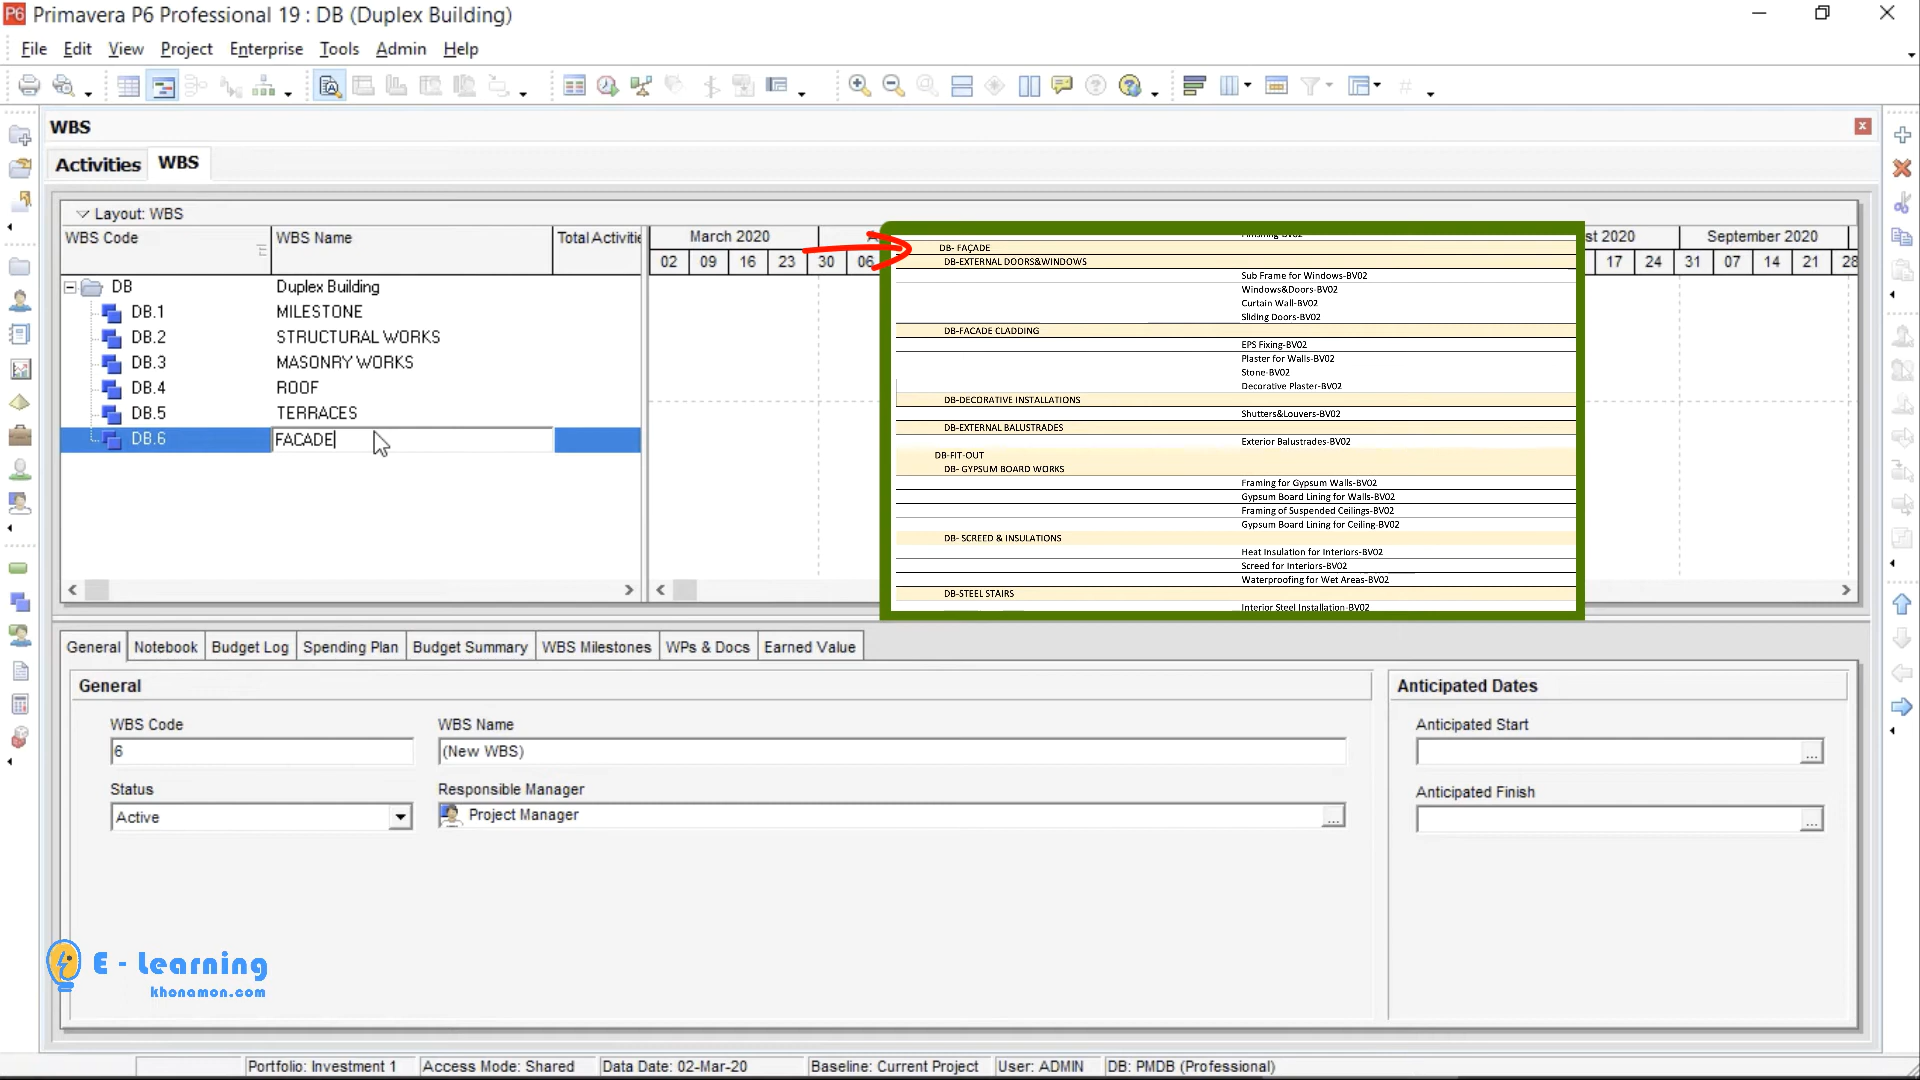 P6 Primavera P6 Professional 19 : DB (Duplex Building)
File Edit View Project Enterprise Tools Admin Help
WBS
Activities WBS
Layout: WBS
WBS Code WBS Name Total Activitie
March 2020 September 2020
02 09 16 23 30 06 17 24 31 07 14 21 28
DB Duplex Building
DB.1 MILESTONE
DB.2 STRUCTURAL WORKS
DB.3 MASONRY WORKS
DB.4 ROOF
DB.5 TERRACES
DB.6 FACADE
DB- FAÇADE
DB-EXTERNAL DOORS&WINDOWS
Sub Frame for Windows-BV02
Windows&Doors-BV02
Curtain Wall-BV02
Sliding Doors-BV02
DB-FACADE CLADDING
EPS Fixing-BV02
Plaster for Walls-BV02
Stone-BV02
Decorative Plaster-BV02
DB-DECORATIVE INSTALLATIONS
Shutters&Louvers-BV02
DB-EXTERNAL BALUSTRADES
Exterior Balustrades-BV02
DB-FIT-OUT
DB- GYPSUM BOARD WORKS
Framing for Gypsum Walls-BV02
Gypsum Board Lining for Walls-BV02
Framing of Suspended Ceilings-BV02
Gypsum Board Lining for Ceiling-BV02
DB- SCREED & INSULATIONS
Heat Insulation for Interiors-BV02
Screed for Interiors-BV02
Waterproofing for Wet Areas-BV02
DB-STEEL STAIRS
Interior Steel Installation-BV02
General Notebook Budget Log Spending Plan Budget Summary WBS Milestones WPs & Docs Earned Value
General
WBS Code WBS Name
6 (New WBS)
Status Responsible Manager
Active Project Manager
Anticipated Dates
Anticipated Start
Anticipated Finish
E - Learning
khonamon.com
Portfolio: Investment 1 Access Mode: Shared Data Date: 02-Mar-20 Baseline: Current Project User: ADMIN DB: PMDB (Professional)